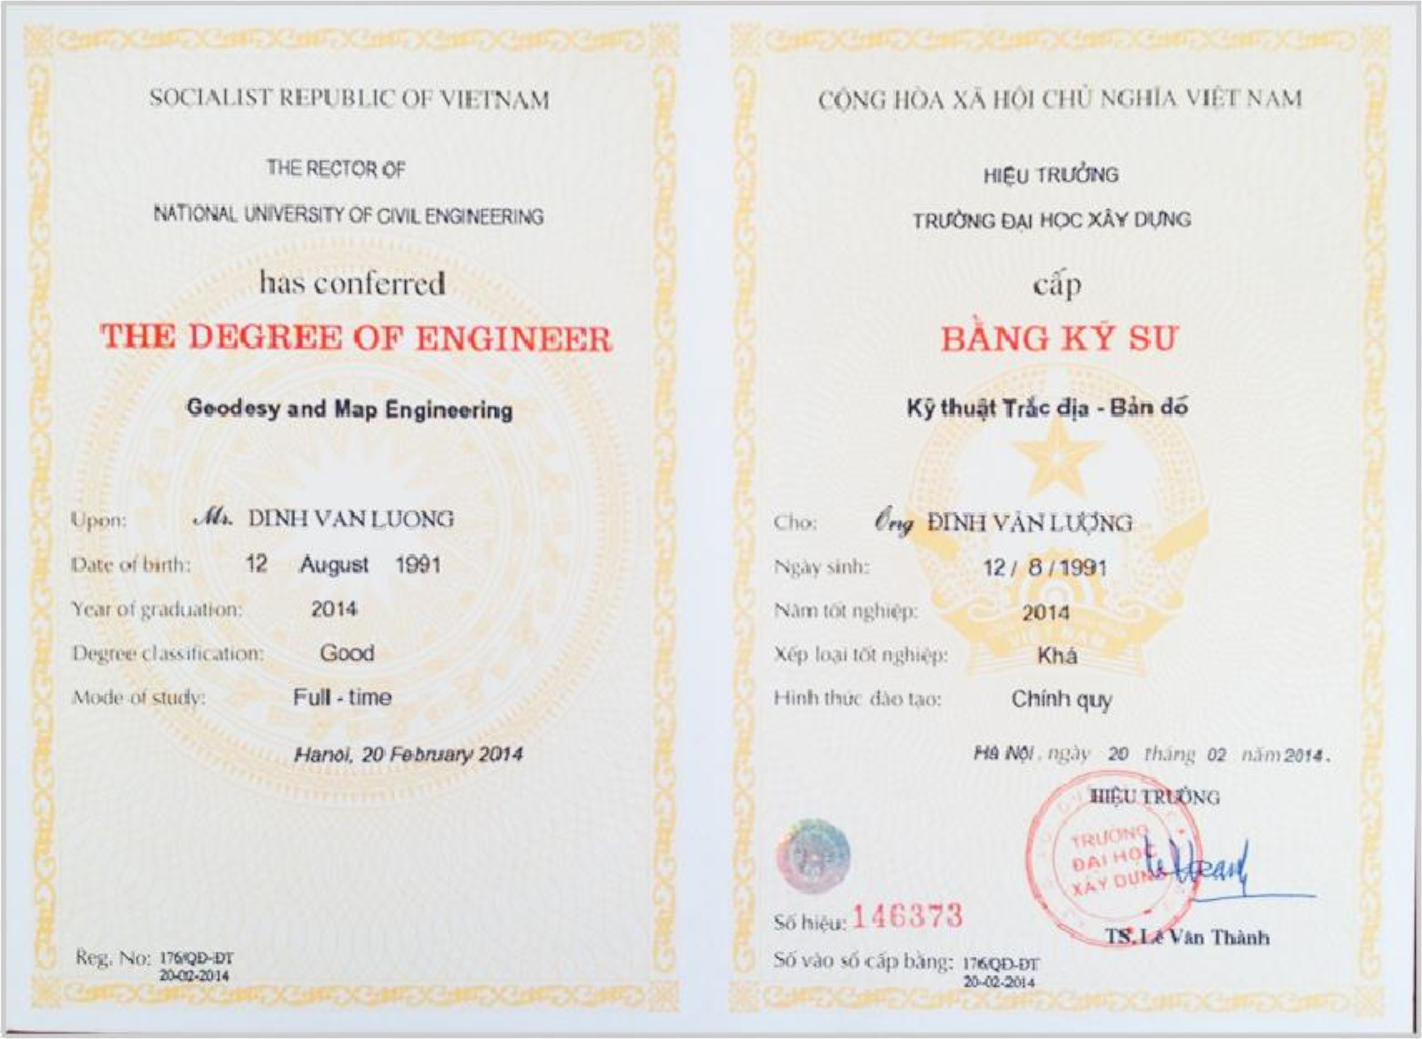 SOCIALIST REPUBLIC OF VIETNAM
THE RECTOR OF
NATIONAL UNIVERSITY OF CIVIL ENGINEERING
has conferred
THE DEGREE OF ENGINEER
Geodesy and Map Engineering
Upon: Mr. DINH VAN LUONG
Date of birth: 12 August 1991
Year of graduation: 2014
Degree classification: Good
Mode of study: Full - time
Hanoi, 20 February 2014
Reg. No: 176/QD-ĐT
20-02-2014
CỘNG HÒA XÃ HỘI CHỦ NGHĨA VIỆT NAM
HIỆU TRƯỞNG
TRƯỜNG ĐẠI HỌC XÂY DỰNG
cấp
BẰNG KỸ SƯ
Kỹ thuật Trắc địa - Bản đồ
Cho: Ông ĐINH VĂN LƯỢNG
Ngày sinh: 12 / 8 / 1991
Năm tốt nghiệp: 2014
Xếp loại tốt nghiệp: Khá
Hình thức đào tạo: Chính quy
Hà Nội, ngày 20 tháng 02 năm 2014.
HIỆU TRƯỞNG
TRƯỜNG
ĐẠI HỌC
XÂY DỰNG
TS. Lê Văn Thành
Số hiệu: 146373
Số vào sổ cấp bằng: 176/QD-ĐT
20-02-2014
VIỆT NAM